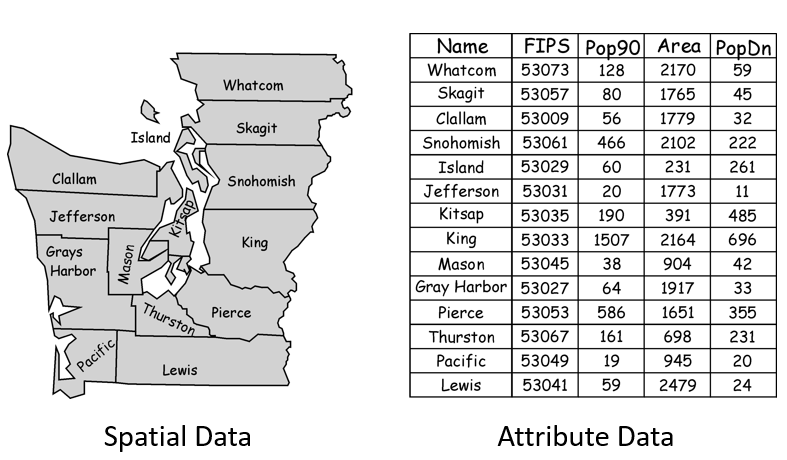 Whatcom
Skagit
Island
Snohomish
Clallam
Jefferson
Kitsap
King
Grays
Harbor
Mason
Thurston
Pierce
Pacific
Lewis
Spatial Data
Name FIPS Pop90 Area PopDn
Whatcom 53073 128 2170 59
Skagit 53057 80 1765 45
Clallam 53009 56 1779 32
Snohomish 53061 466 2102 222
Island 53029 60 231 261
Jefferson 53031 20 1773 11
Kitsap 53035 190 391 485
King 53033 1507 2164 696
Mason 53045 38 904 42
Gray Harbor 53027 64 1917 33
Pierce 53053 586 1651 355
Thurston 53067 161 698 231
Pacific 53049 19 945 20
Lewis 53041 59 2479 24
Attribute Data